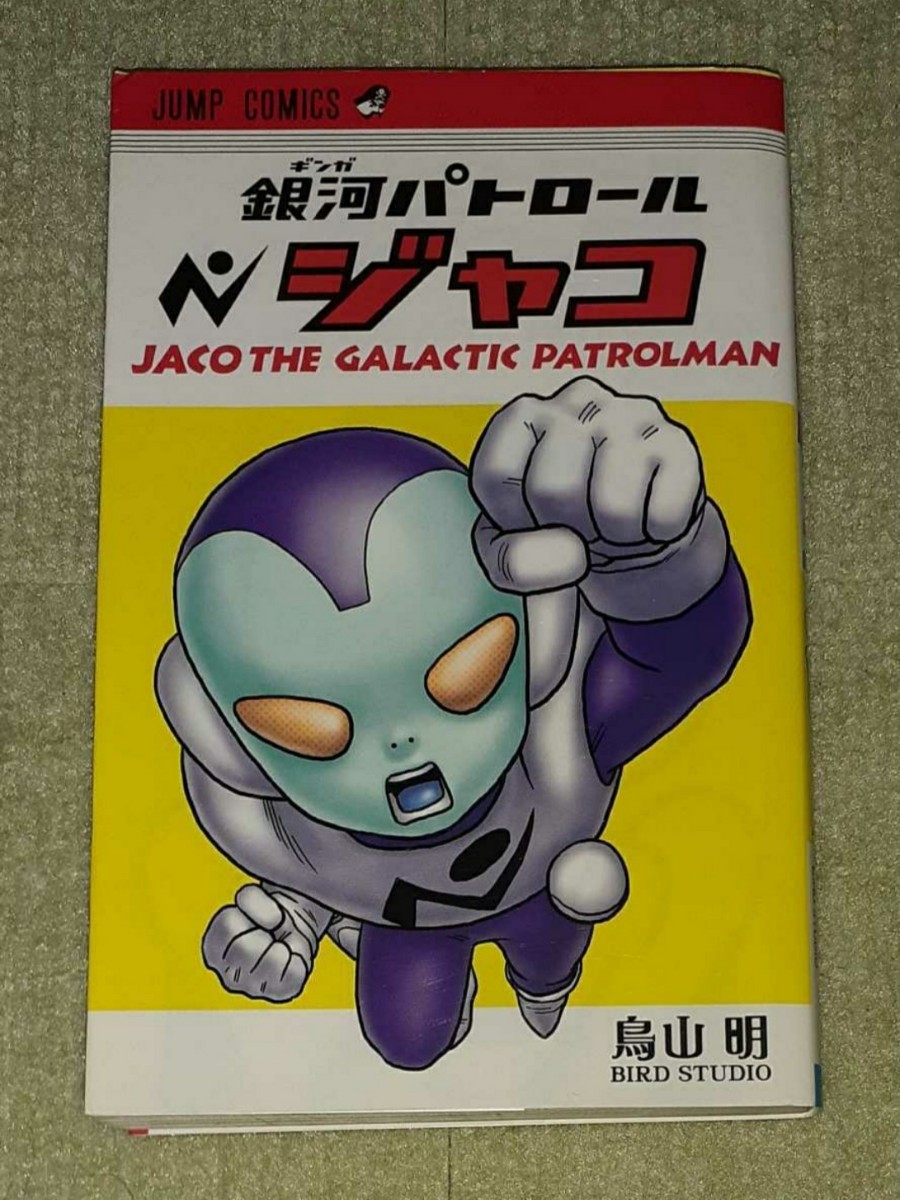 JUMP COMICS
ギンガ
銀河パトロール
ジャコ
JACO THE GALACTIC PATROLMAN
鳥山明
BIRD STUDIO